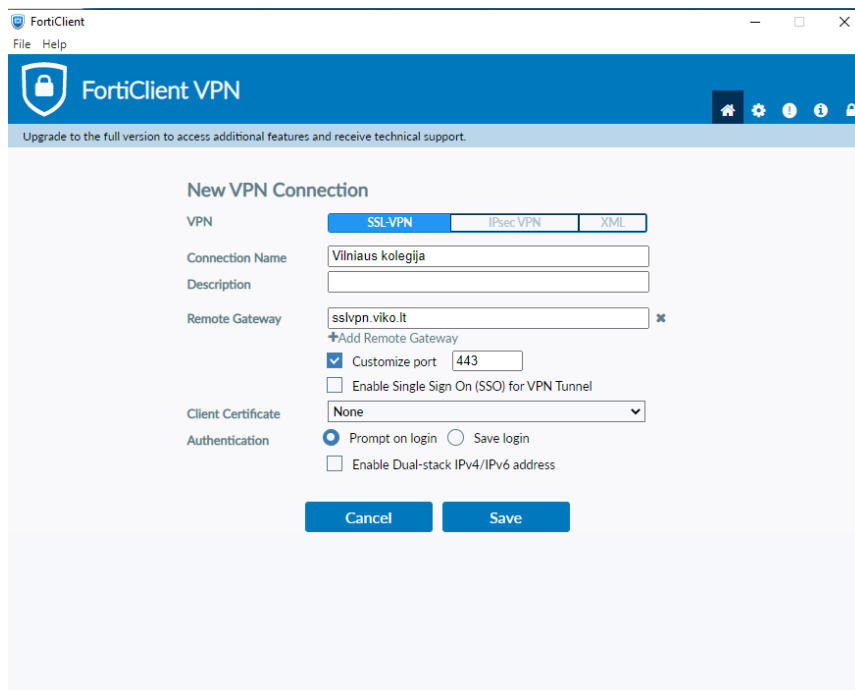 FortiClient
File Help
FortiClient VPN
Upgrade to the full version to access additional features and receive technical support.
New VPN Connection
VPN SSL-VPN IPsec VPN XML
Connection Name Vilniaus kolegija
Description
Remote Gateway sslvpn.viko.lt
+Add Remote Gateway
Customize port 443
Enable Single Sign On (SSO) for VPN Tunnel
Client Certificate None
Authentication Prompt on login Save login
Enable Dual-stack IPv4/IPv6 address
Cancel Save